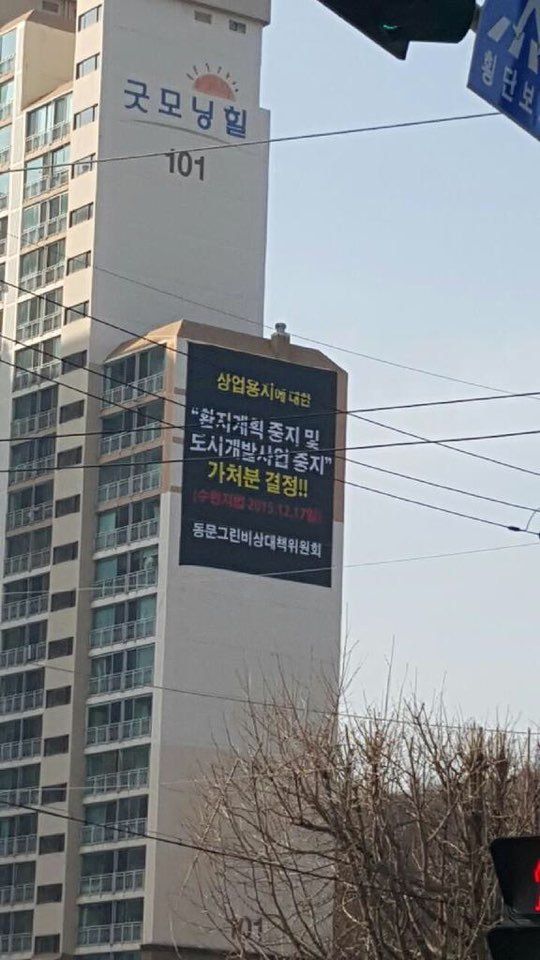 굿모닝힐
101
횡단보
상업용지에 대한
"환지계획 중지 및
도시개발사업 중지"
가처분 결정!!
(수원지법 2015.12.17일)
동문그린비상대책위원회
101